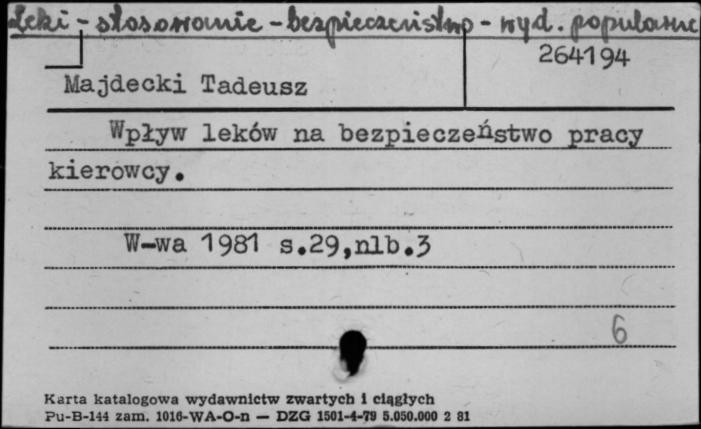 Leki - stosowanie - bezpieczeństwo - wyd. popularne
264194
Majdecki Tadeusz
Wpływ leków na bezpieczeństwo pracy
kierowcy.
W-wa 1981 s.29,nlb.3
6
Karta katalogowa wydawnictw zwartych i ciągłych
Pu-B-144 zam. 1016-WA-O-n — DZG 1501-4-79 5.050.000 2 81